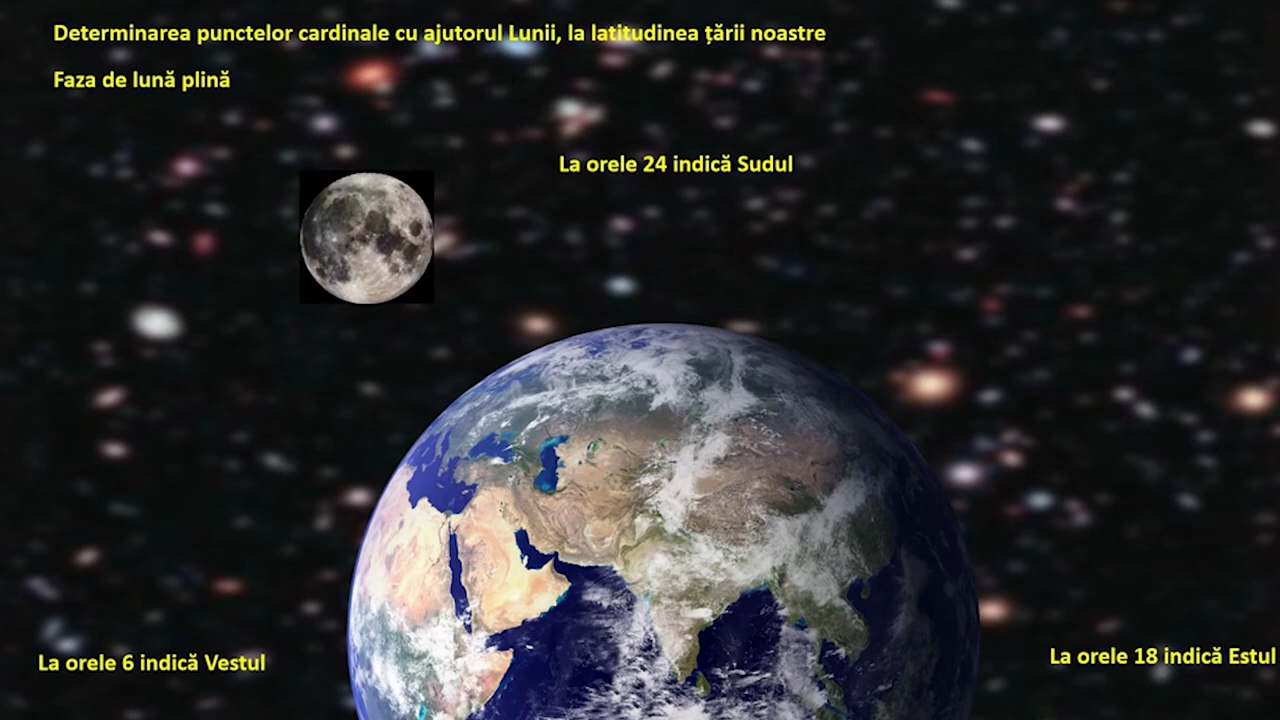 Determinarea punctelor cardinale cu ajutorul Lunii, la latitudinea țării noastre
Faza de lună plină
La orele 24 indică Sudul
La orele 6 indică Vestul
La orele 18 indică Estul